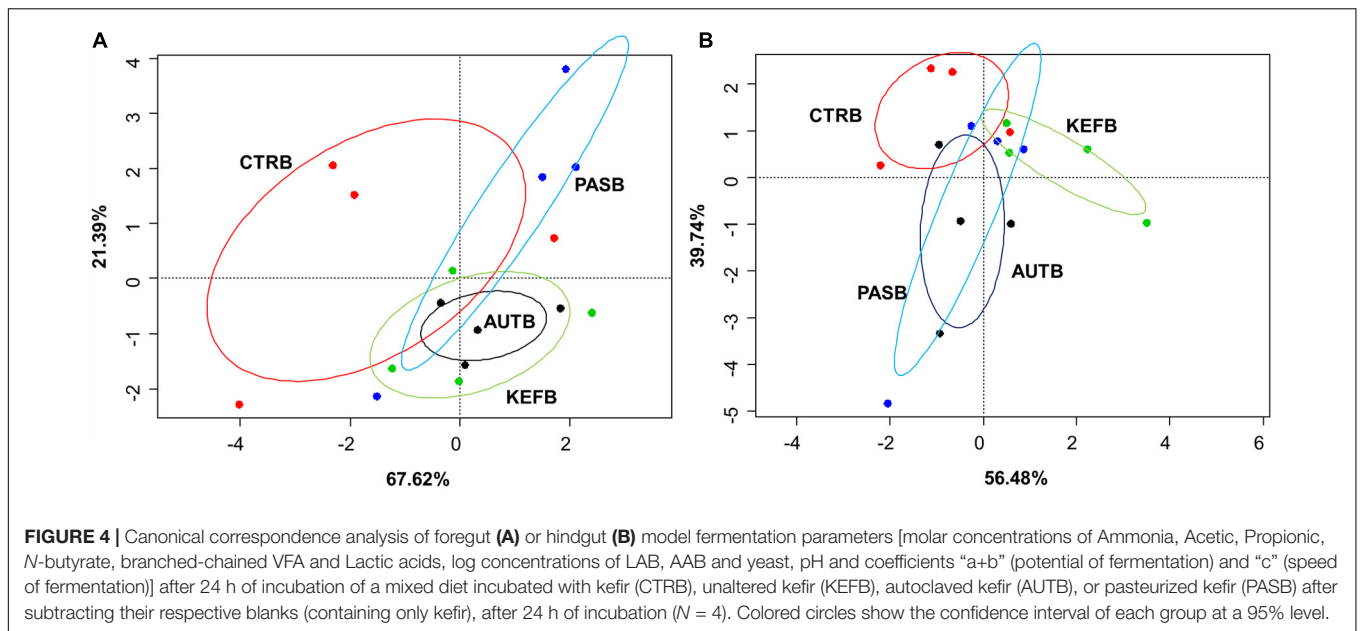 A
4
3
2
1
0
-1
-2
21.39%
CTRB
PASB
AUTB
KEFB
-4
-2
0
2
67.62%
B
2
1
0
-1
-2
-3
-4
-5
39.74%
CTRB
KEFB
AUTB
PASB
-4
-2
0
2
4
6
56.48%
FIGURE 4 | Canonical correspondence analysis of foregut (A) or hindgut (B) model fermentation parameters [molar concentrations of Ammonia, Acetic, Propionic,
N-butyrate, branched-chained VFA and Lactic acids, log concentrations of LAB, AAB and yeast, pH and coefficients “a+b” (potential of fermentation) and “c” (speed
of fermentation)] after 24 h of incubation of a mixed diet incubated with kefir (CTRB), unaltered kefir (KEFB), autoclaved kefir (AUTB), or pasteurized kefir (PASB) after
subtracting their respective blanks (containing only kefir), after 24 h of incubation (N = 4). Colored circles show the confidence interval of each group at a 95% level.